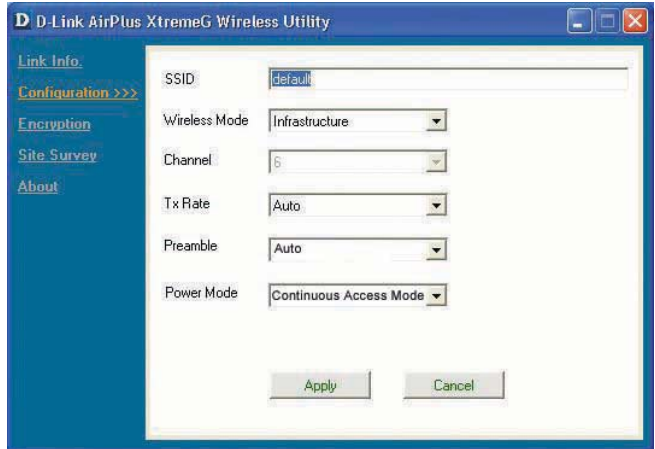 D D-Link AirPlus XtremeG Wireless Utility
Link Info.
Configuration >>>
Encryption
Site Survey
About
SSID default
Wireless Mode Infrastructure
Channel 6
Tx Rate Auto
Preamble Auto
Power Mode Continuous Access Mode
Apply Cancel